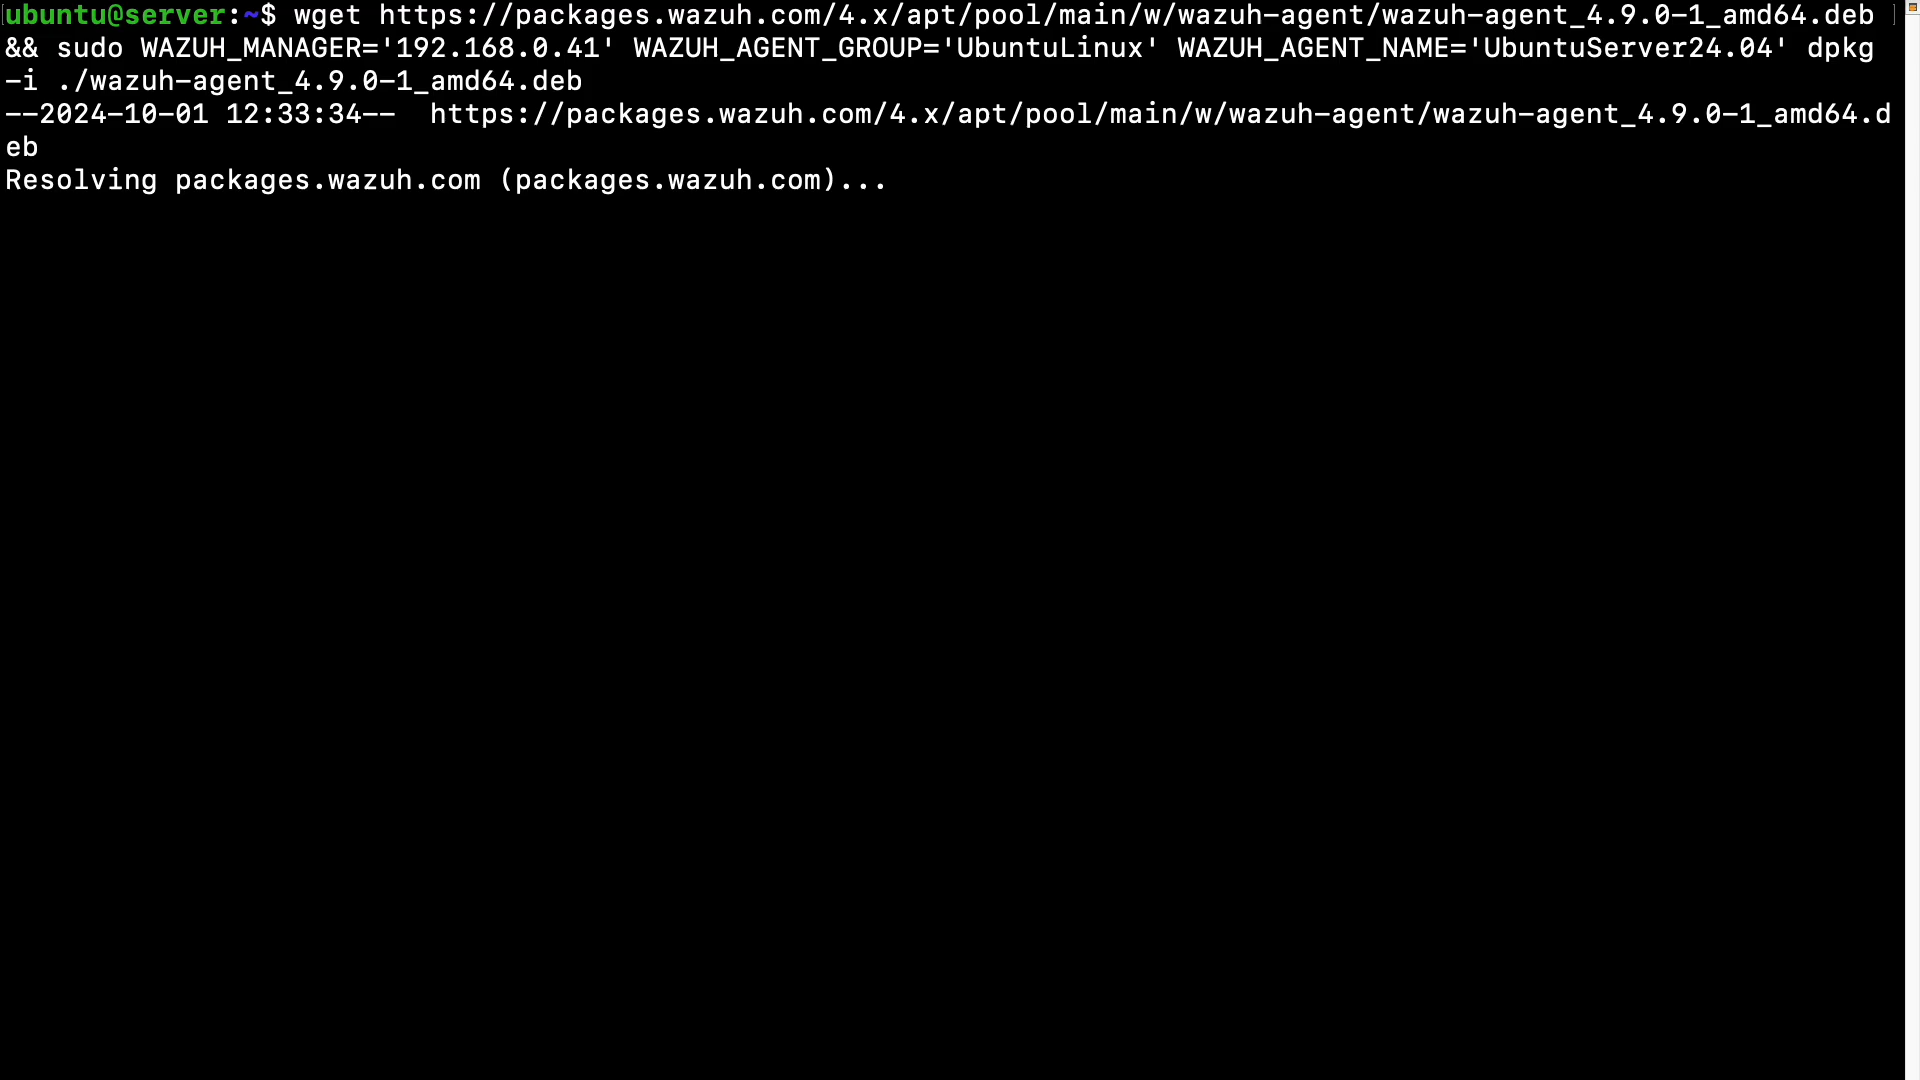 ubuntu@server:~$ wget https://packages.wazuh.com/4.x/apt/pool/main/w/wazuh-agent/wazuh-agent_4.9.0-1_amd64.deb
&& sudo WAZUH_MANAGER='192.168.0.41' WAZUH_AGENT_GROUP='UbuntuLinux' WAZUH_AGENT_NAME='UbuntuServer24.04' dpkg
-i ./wazuh-agent_4.9.0-1_amd64.deb
--2024-10-01 12:33:34--  https://packages.wazuh.com/4.x/apt/pool/main/w/wazuh-agent/wazuh-agent_4.9.0-1_amd64.d
eb
Resolving packages.wazuh.com (packages.wazuh.com)...